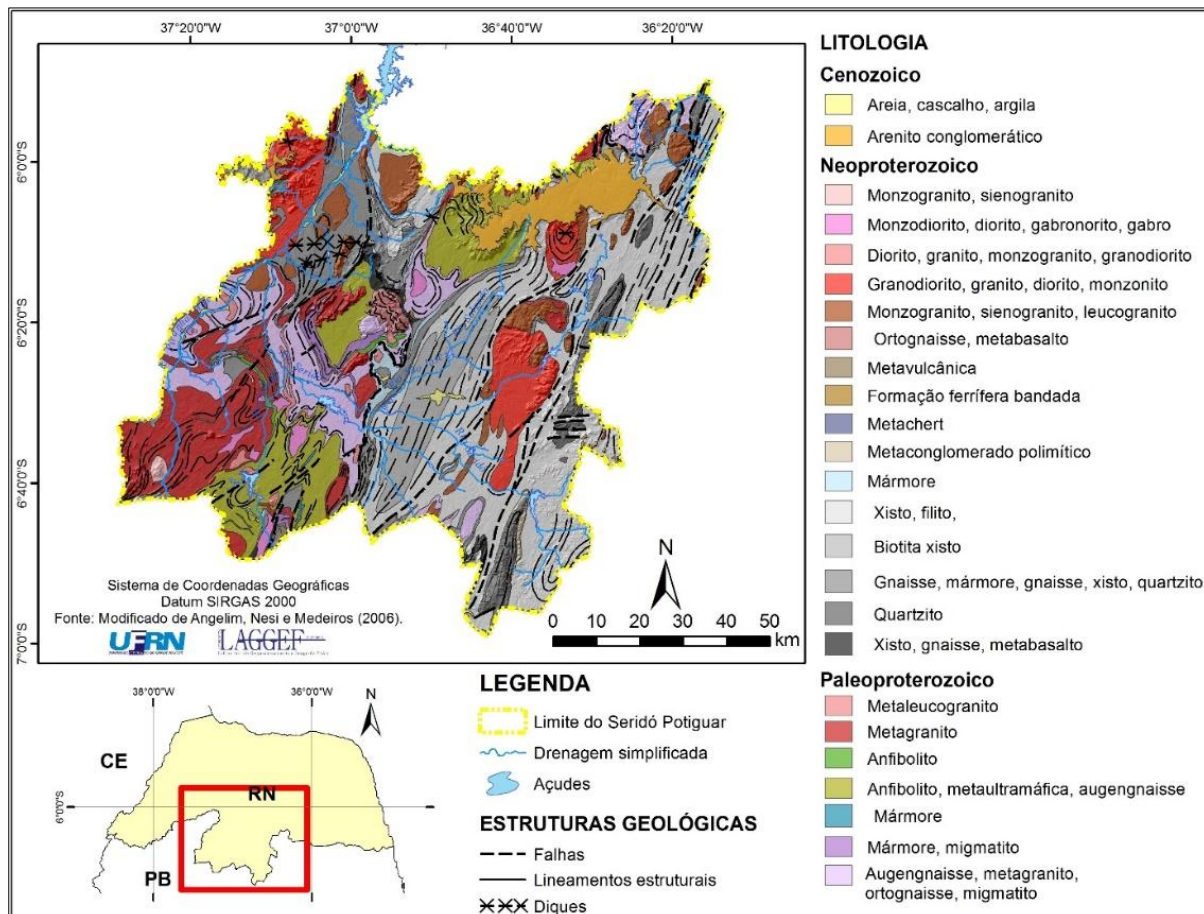 37°20'0"W
37°0'0"W
36°40'0"W
36°20'0"W
6°0'0"S
6°20'0"S
6°40'0"S
7°0'0"S
Sistema de Coordenadas Geográficas
Datum SIRGAS 2000
Fonte: Modificado de Angelim, Nesi e Medeiros (2006).
UFRN
LAGGEF
N
0 10 20 30 40 50
km
38°0'0"W
36°0'0"W
N
6°0'0"S
CE
RN
PB
LEGENDA
Limite do Seridó Potiguar
Drenagem simplificada
Açudes
ESTRUTURAS GEOLÓGICAS
Falhas
Lineamentos estruturais
Diques
LITOLOGIA
Cenozoico
Areia, cascalho, argila
Arenito conglomerático
Neoproterozoico
Monzogranito, sienogranito
Monzodiorito, diorito, gabronorito, gabro
Diorito, granito, monzogranito, granodiorito
Granodiorito, granito, diorito, monzonito
Monzogranito, sienogranito, leucogranito
Ortognaisse, metabasalto
Metavulcânica
Formação ferrífera bandada
Metachert
Metaconglomerado polimítico
Mármore
Xisto, filito,
Biotita xisto
Gnaisse, mármore, gnaisse, xisto, quartzito
Quartzito
Xisto, gnaisse, metabasalto
Paleoproterozoico
Metaleucogranito
Metagranito
Anfibolito
Anfibolito, metaultramáfica, augengnaisse
Mármore
Mármore, migmatito
Augengnaisse, metagranito,
ortognaisse, migmatito